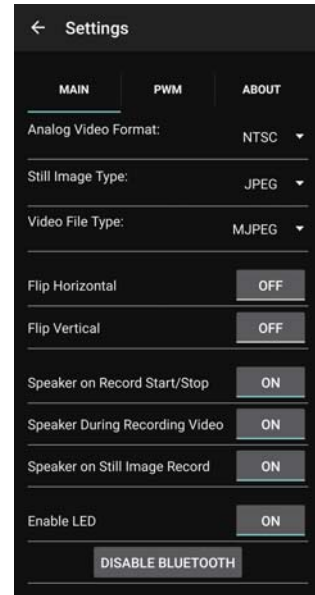 Settings
MAIN PWM ABOUT
Analog Video Format: NTSC
Still Image Type: JPEG
Video File Type: MJPEG
Flip Horizontal OFF
Flip Vertical OFF
Speaker on Record Start/Stop ON
Speaker During Recording Video ON
Speaker on Still Image Record ON
Enable LED ON
DISABLE BLUETOOTH